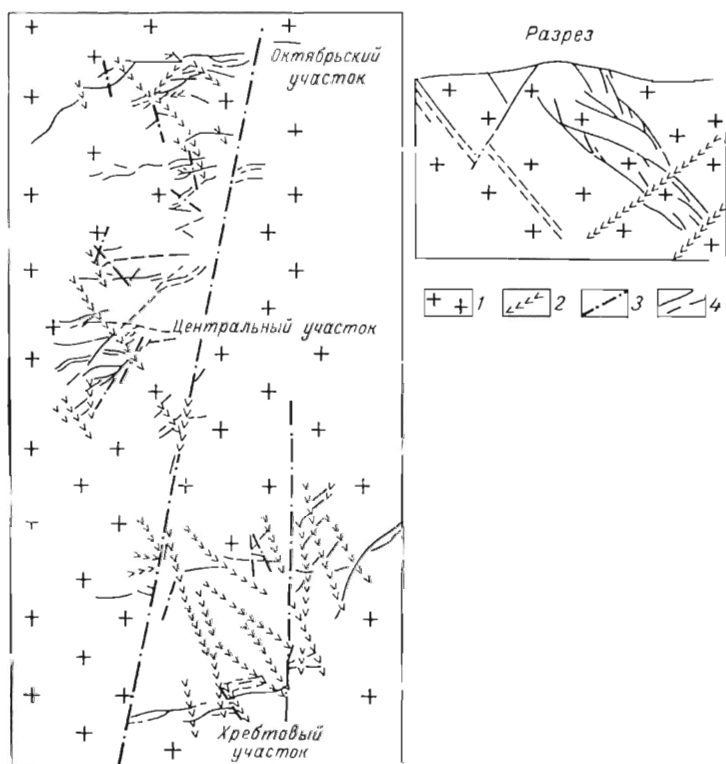 Октябрьский
участок
Центральный участок
Хребтовый
участок
Разрез
1 2 3 4